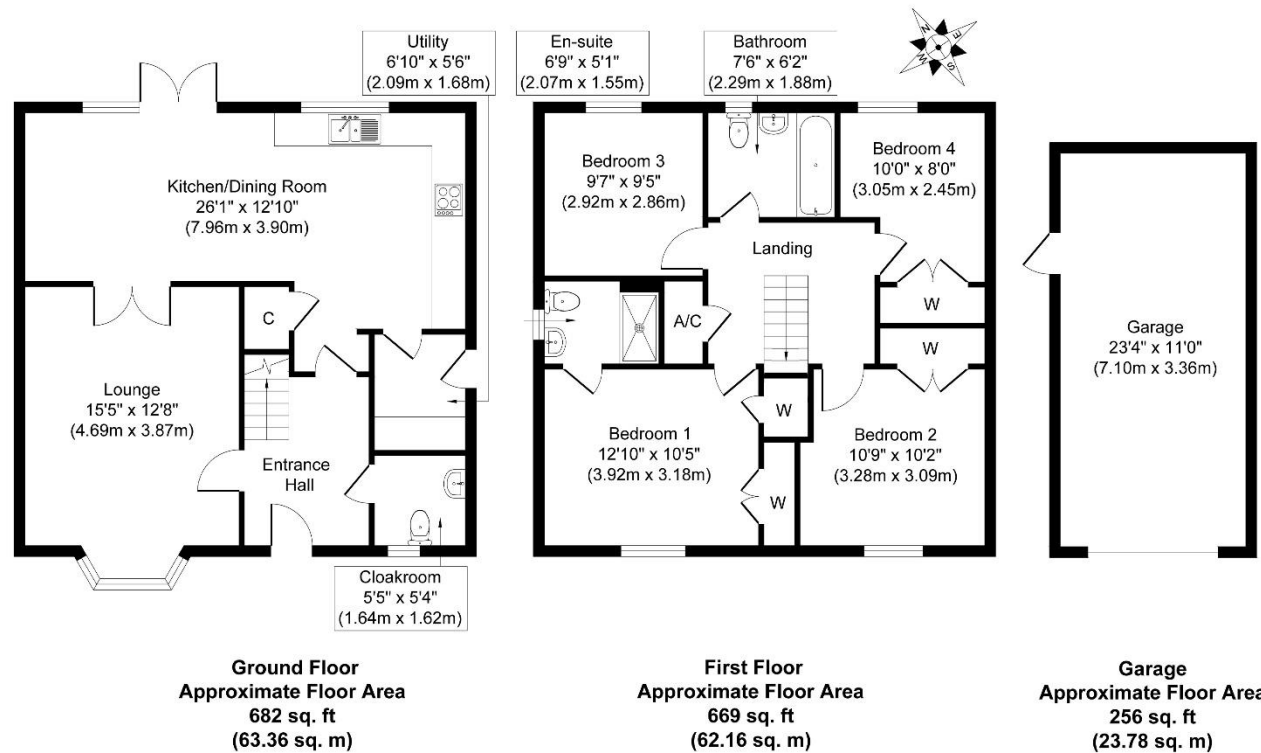 Utility
6'10" x 5'6"
(2.09m x 1.68m)
En-suite
6'9" x 5'1"
(2.07m x 1.55m)
Bathroom
7'6" x 6'2"
(2.29m x 1.88m)
N
E
S
W
Kitchen/Dining Room
26'1" x 12'10"
(7.96m x 3.90m)
C
Lounge
15'5" x 12'8"
(4.69m x 3.87m)
Entrance
Hall
Cloakroom
5'5" x 5'4"
(1.64m x 1.62m)
Bedroom 3
9'7" x 9'5"
(2.92m x 2.86m)
Bedroom 4
10'0" x 8'0"
(3.05m x 2.45m)
Landing
A/C
W
W
W
W
Bedroom 1
12'10" x 10'5"
(3.92m x 3.18m)
Bedroom 2
10'9" x 10'2"
(3.28m x 3.09m)
Garage
23'4" x 11'0"
(7.10m x 3.36m)
Ground Floor
Approximate Floor Area
682 sq. ft
(63.36 sq. m)
First Floor
Approximate Floor Area
669 sq. ft
(62.16 sq. m)
Garage
Approximate Floor Area
256 sq. ft
(23.78 sq. m)